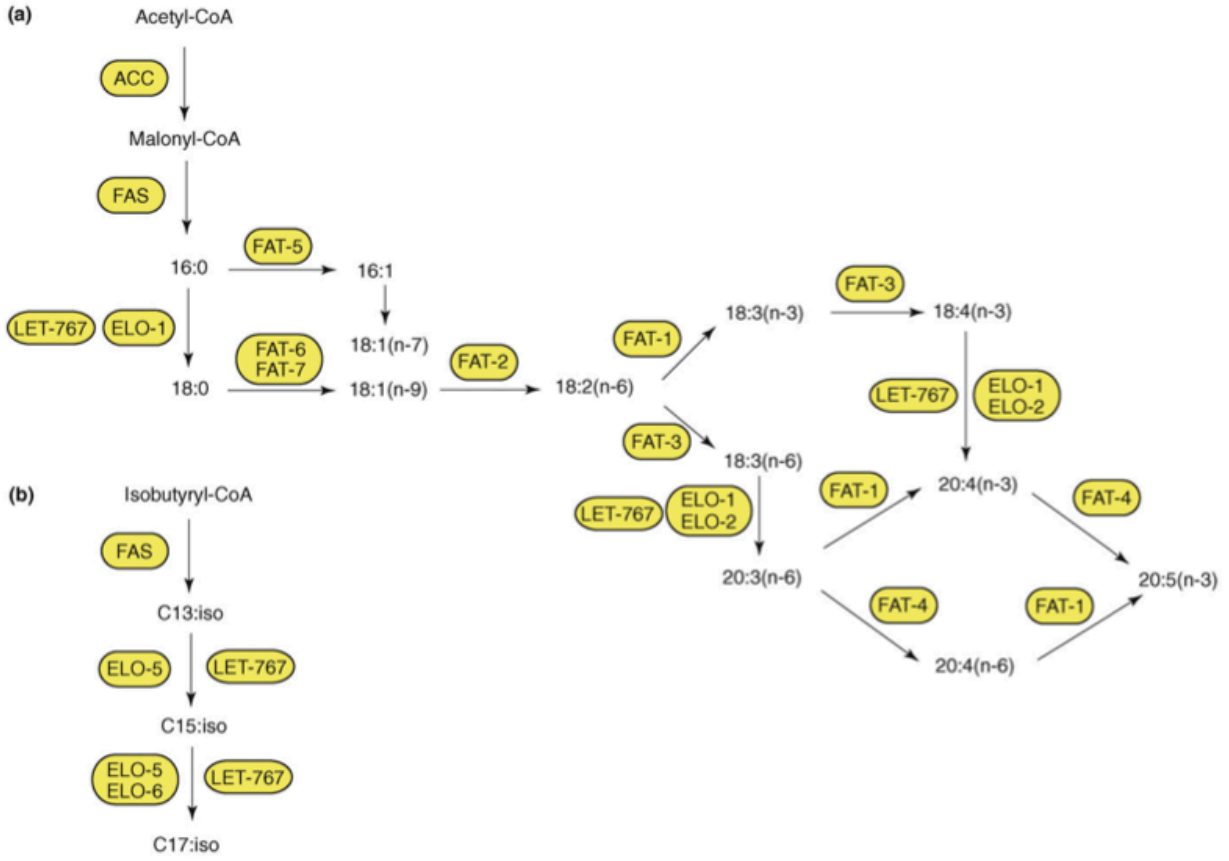 (a)
Acetyl-CoA
ACC
Malonyl-CoA
FAS
16:0
FAT-5
16:1
LET-767
ELO-1
18:0
FAT-6
FAT-7
18:1(n-7)
18:1(n-9)
FAT-2
18:2(n-6)
FAT-1
18:3(n-3)
FAT-3
18:4(n-3)
LET-767
ELO-1
ELO-2
FAT-3
18:3(n-6)
LET-767
ELO-1
ELO-2
20:3(n-6)
FAT-1
20:4(n-3)
FAT-4
20:5(n-3)
FAT-4
20:4(n-6)
FAT-1
(b)
Isobutyryl-CoA
FAS
C13:iso
ELO-5
LET-767
C15:iso
ELO-5
ELO-6
LET-767
C17:iso